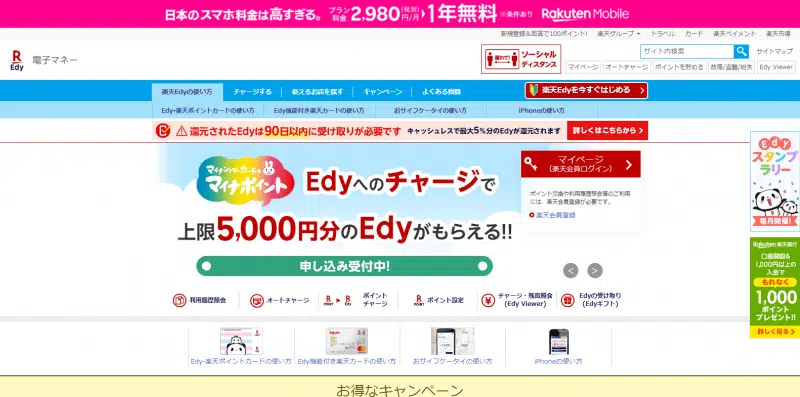 日本のスマホ料金は高すぎる。 プラン料金 2,980円/月(税別) ▶ 1年無料 ※条件あり Rakuten Mobile
新規登録&回答で100ポイント! 楽天グループ トラベル カード 楽天ペイメント 楽天市場
R Edy 電子マネー
離れて! ソーシャルディスタンス
サイト内検索 サイトマップ
マイページ オートチャージ ポイントを貯める 故障/盗難/紛失 Edy Viewer
楽天Edyの使い方 チャージする 使えるお店を探す キャンペーン よくある質問 楽天Edyを今すぐはじめる
Edy-楽天ポイントカードの使い方 Edy機能付き楽天カードの使い方 おサイフケータイの使い方 iPhoneの使い方
還元されたEdyは90日以内に受け取りが必要です キャッシュレスで最大5%分のEdyが還元されます 詳しくはこちらから
マイナンバーカードで マイナポイント
Edyへのチャージで
上限5,000円分のEdyがもらえる!!
申し込み受付中!
マイページ
(楽天会員ログイン)
ポイント交換や利用履歴照会等のご利用
には、楽天会員登録が必要です。
楽天会員登録
Edy
スタンプ
ラリー
毎月開催!
利用履歴照会 オートチャージ ポイントチャージ ポイント設定 チャージ・残高照会 (Edy Viewer) Edyの受け取り (Edyギフト)
Rakuten 楽天銀行
口座開設&
1,000円以上の
入金で
もれなく
1,000
ポイント
プレゼント!!
詳しく見る
Edy-楽天ポイントカードの使い方 Edy機能付き楽天カードの使い方 おサイフケータイの使い方 iPhoneの使い方
お得なキャンペーン